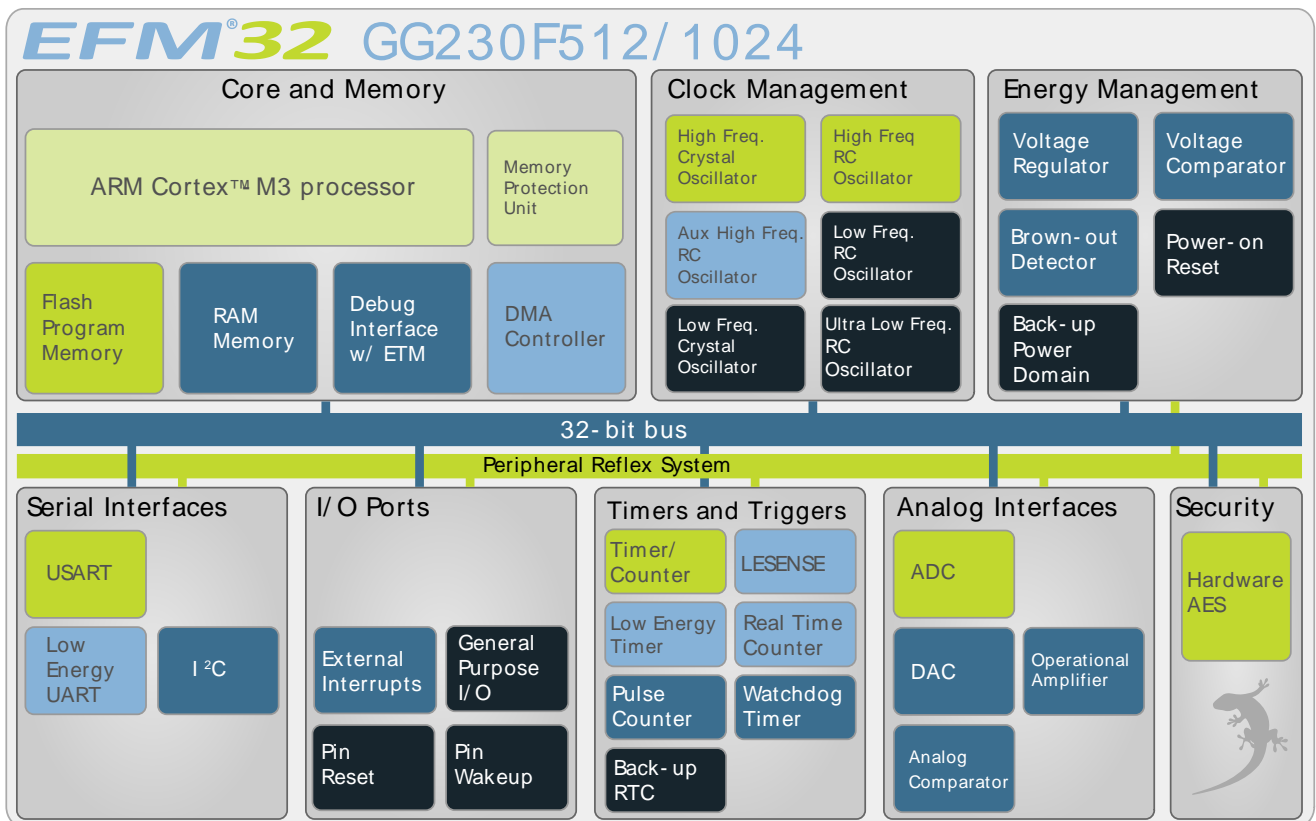 EFM®32 GG230F512/1024
Core and Memory
ARM Cortex™ M3 processor
Memory
Protection
Unit
Flash
Program
Memory
RAM
Memory
Debug
Interface
w/ ETM
DMA
Controller
Clock Management
High Freq.
Crystal
Oscillator
High Freq
RC
Oscillator
Aux High Freq.
RC
Oscillator
Low Freq.
RC
Oscillator
Low Freq.
Crystal
Oscillator
Ultra Low Freq.
RC
Oscillator
Energy Management
Voltage
Regulator
Voltage
Comparator
Brown-out
Detector
Power-on
Reset
Back-up
Power
Domain
32-bit bus
Peripheral Reflex System
Serial Interfaces
USART
Low
Energy
UART
I²C
I/O Ports
External
Interrupts
General
Purpose
I/O
Pin
Reset
Pin
Wakeup
Timers and Triggers
Timer/
Counter
LESENSE
Low Energy
Timer
Real Time
Counter
Pulse
Counter
Watchdog
Timer
Back-up
RTC
Analog Interfaces
ADC
DAC
Operational
Amplifier
Analog
Comparator
Security
Hardware
AES